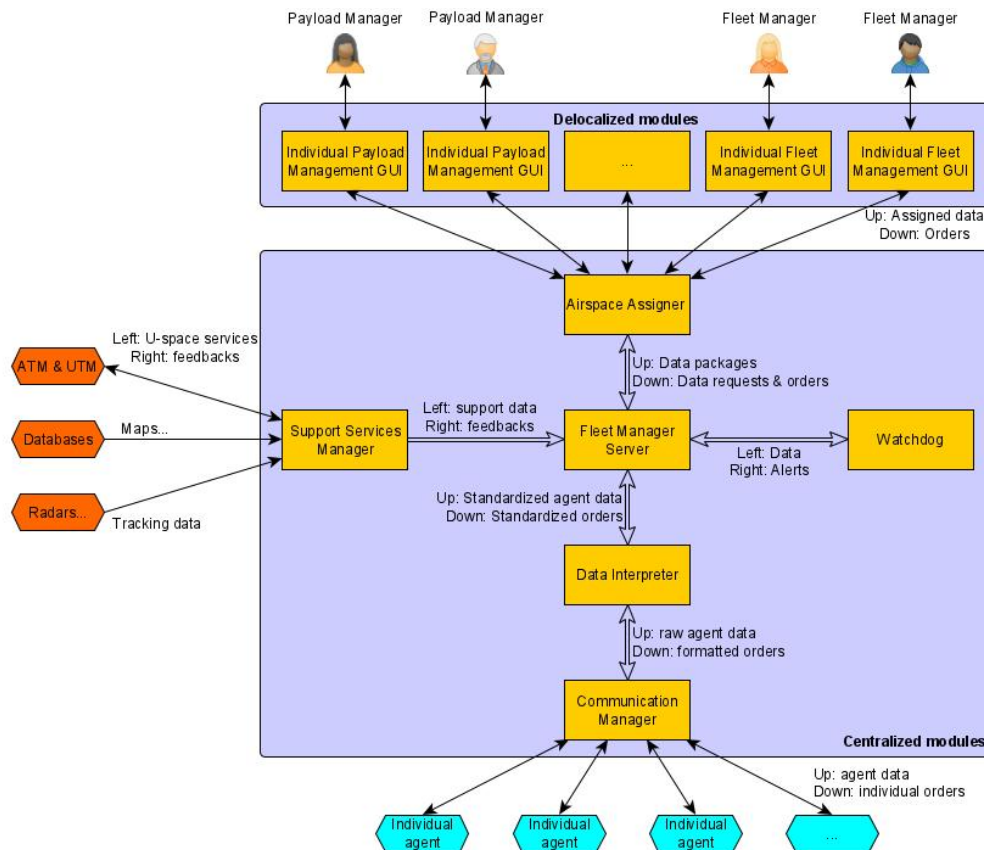 Payload Manager
Payload Manager
Fleet Manager
Fleet Manager
Delocalized modules
Individual Payload
Management GUI
Individual Payload
Management GUI
...
Individual Fleet
Management GUI
Individual Fleet
Management GUI
Up: Assigned data
Down: Orders
Airspace Assigner
Left: U-space services
Right: feedbacks
ATM & UTM
Up: Data packages
Down: Data requests & orders
Databases
Maps...
Support Services
Manager
Left: support data
Right: feedbacks
Fleet Manager
Server
Left: Data
Right: Alerts
Watchdog
Radars...
Tracking data
Up: Standardized agent data
Down: Standardized orders
Data Interpreter
Up: raw agent data
Down: formatted orders
Communication
Manager
Centralized modules
Up: agent data
Down: individual orders
Individual
agent
Individual
agent
Individual
agent
...